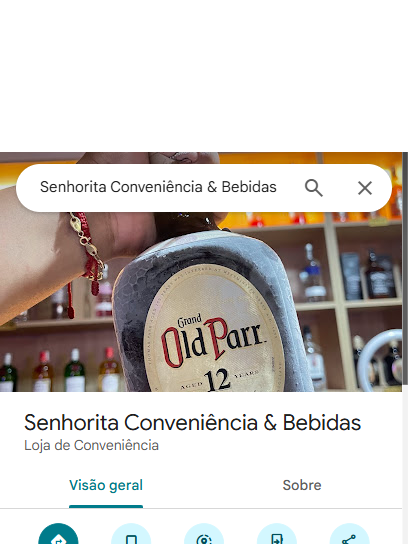 Senhorita Conveniência & Bebidas
Grand
Old Parr
AGED 12 YEARS
Senhorita Conveniência & Bebidas
Loja de Conveniência
Visão geral
Sobre